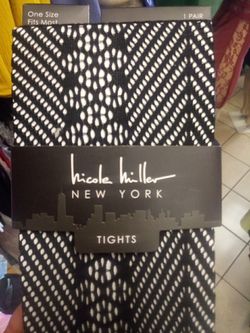 One Size
Fits Most
1 PAIR
nicole miller
NEW YORK
TIGHTS